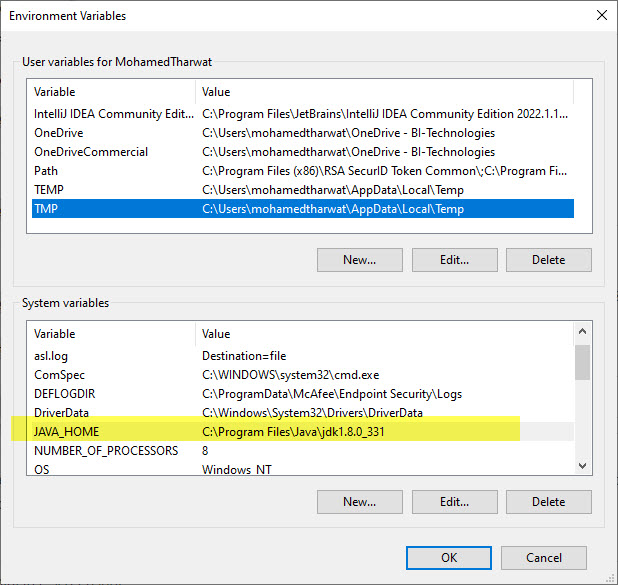 Environment Variables
User variables for MohamedTharwat
Variable Value
IntelliJ IDEA Community Edit... C:\Program Files\JetBrains\IntelliJ IDEA Community Edition 2022.1.1...
OneDrive C:\Users\mohamedtharwat\OneDrive - BI-Technologies
OneDriveCommercial C:\Users\mohamedtharwat\OneDrive - BI-Technologies
Path C:\Program Files (x86)\RSA SecurID Token Common\;C:\Program Fi...
TEMP C:\Users\mohamedtharwat\AppData\Local\Temp
TMP C:\Users\mohamedtharwat\AppData\Local\Temp
New... Edit... Delete
System variables
Variable Value
asl.log Destination=file
ComSpec C:\WINDOWS\system32\cmd.exe
DEFLOGDIR C:\ProgramData\McAfee\Endpoint Security\Logs
DriverData C:\Windows\System32\Drivers\DriverData
JAVA_HOME C:\Program Files\Java\jdk1.8.0_331
NUMBER_OF_PROCESSORS 8
OS Windows_NT
New... Edit... Delete
OK Cancel